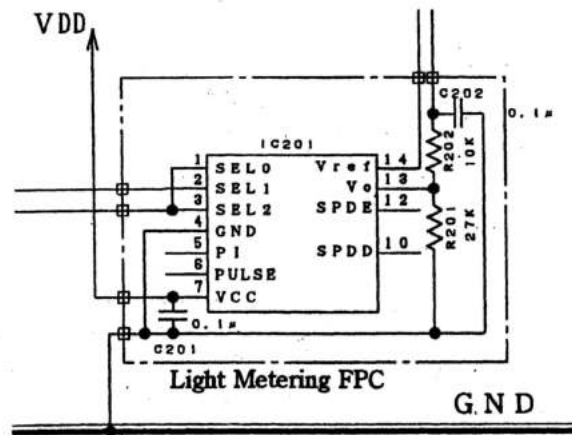 VDD
C202
0.1μ
IC201
1 SEL0 Vref 14
2 SEL1 Vo 13
3 SEL2 SPDE 12
4 GND
5 PI SPDD 10
6 PULSE
7 VCC
R202
10K
R201
27K
0.1μ
C201
Light Metering FPC
GND